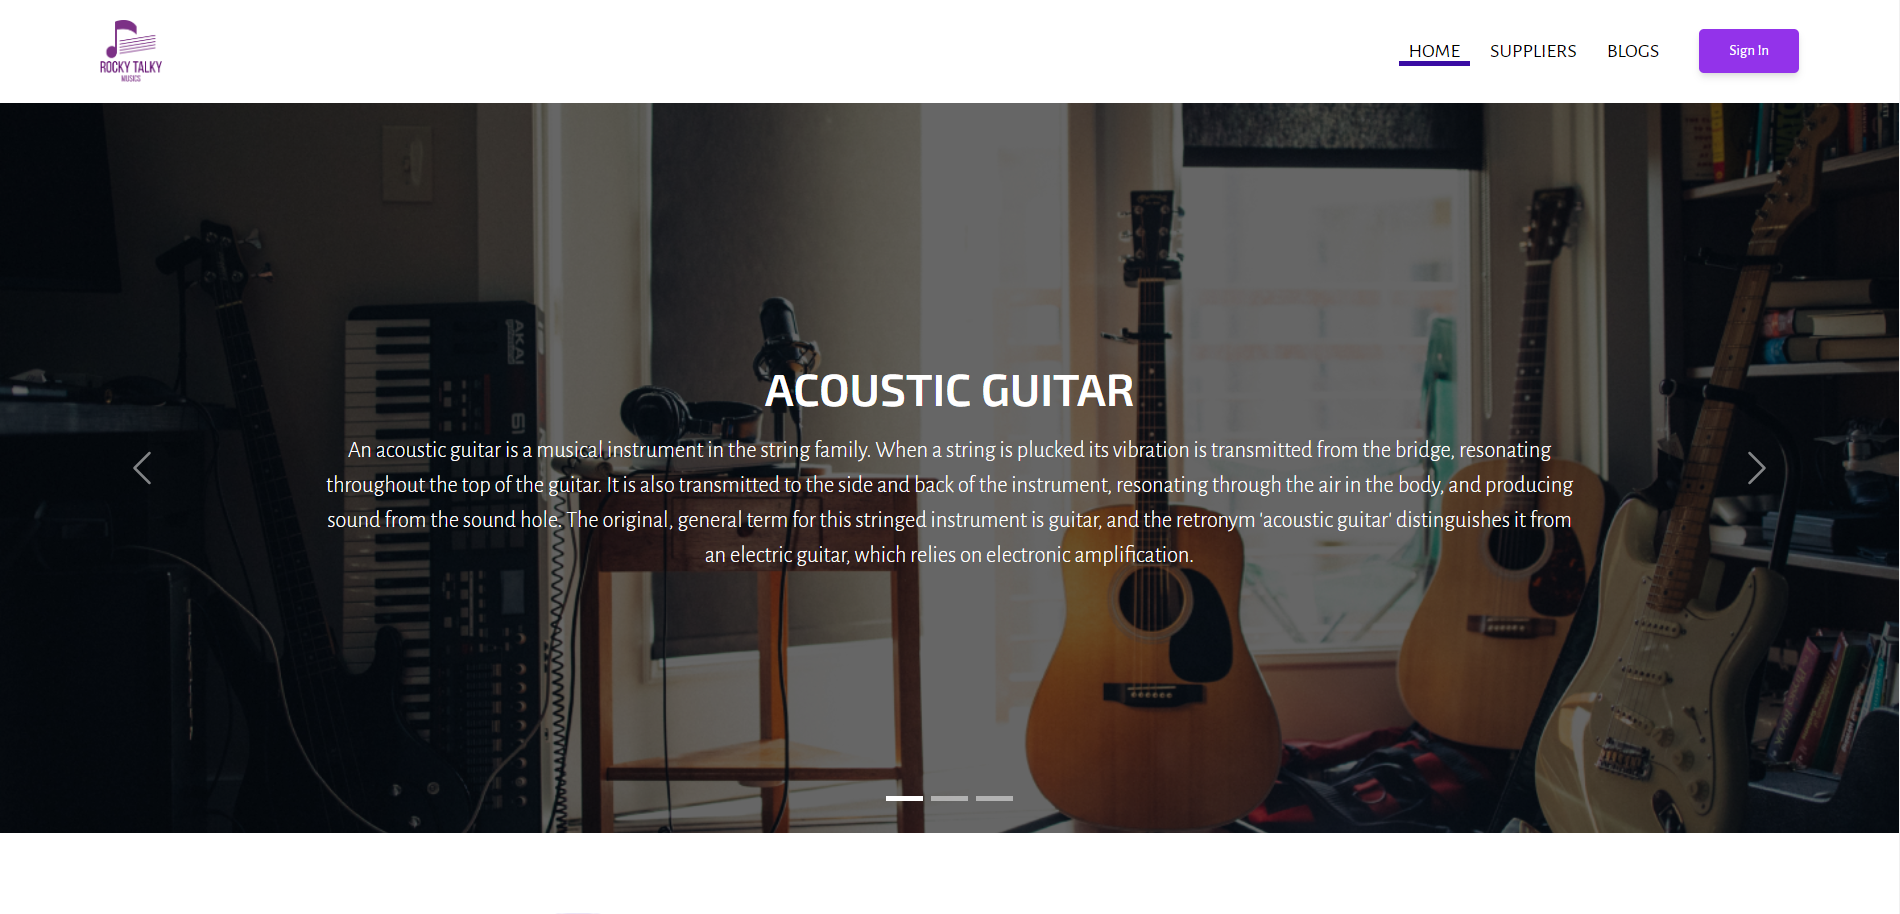 ROCKY TALKY
MUSICS
HOME SUPPLIERS BLOGS Sign In
AKAI
61
ACOUSTIC GUITAR
An acoustic guitar is a musical instrument in the string family. When a string is plucked its vibration is transmitted from the bridge, resonating
throughout the top of the guitar. It is also transmitted to the side and back of the instrument, resonating through the air in the body, and producing
sound from the sound hole. The original, general term for this stringed instrument is guitar, and the retronym 'acoustic guitar' distinguishes it from
an electric guitar, which relies on electronic amplification.